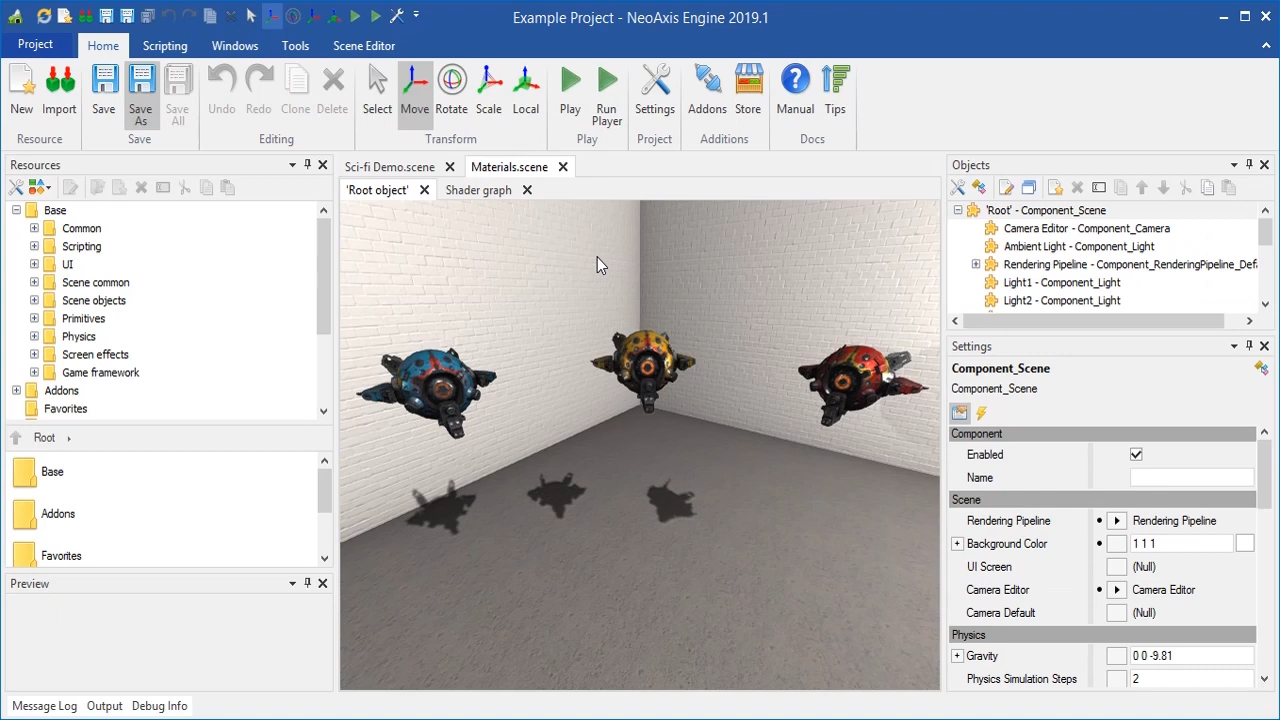 Example Project - NeoAxis Engine 2019.1
Project Home Scripting Windows Tools Scene Editor
New Import Save Save As Save All Undo Redo Clone Delete Select Move Rotate Scale Local Play Run Player Settings Addons Store Manual Tips
Resource Save Editing Transform Play Project Additions Docs
Resources
Base
Common
Scripting
UI
Scene common
Scene objects
Primitives
Physics
Screen effects
Game framework
Addons
Favorites
Root
Base
Addons
Favorites
Preview
Sci-fi Demo.scene Materials.scene
'Root object' Shader graph
Objects
'Root' - Component_Scene
Camera Editor - Component_Camera
Ambient Light - Component_Light
Rendering Pipeline - Component_RenderingPipeline_Def
Light1 - Component_Light
Light2 - Component_Light
Settings
Component_Scene
Component_Scene
Component
Enabled
Name
Scene
Rendering Pipeline Rendering Pipeline
Background Color 1 1 1
UI Screen (Null)
Camera Editor Camera Editor
Camera Default (Null)
Physics
Gravity 0 0 -9.81
Physics Simulation Steps 2
Message Log Output Debug Info